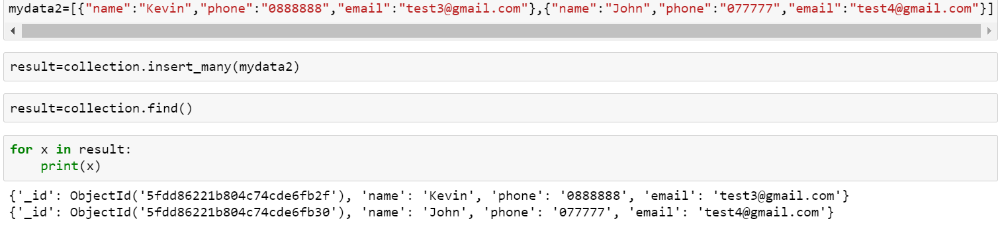 mydata2=[{"name":"Kevin","phone":"0888888","email":"test3@gmail.com"},{"name":"John","phone":"077777","email":"test4@gmail.com"}]
result=collection.insert_many(mydata2)
result=collection.find()
for x in result:
    print(x)
{'_id': ObjectId('5fdd86221b804c74cde6fb2f'), 'name': 'Kevin', 'phone': '0888888', 'email': 'test3@gmail.com'}
{'_id': ObjectId('5fdd86221b804c74cde6fb30'), 'name': 'John', 'phone': '077777', 'email': 'test4@gmail.com'}